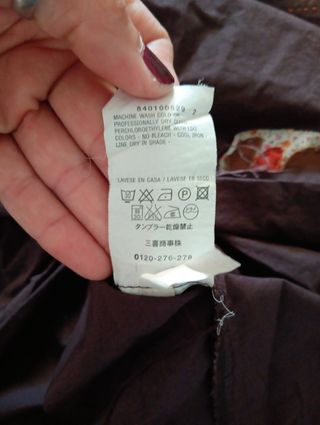 840100529 2
MACHINE WASH COLD OR
PROFESSIONALLY DRY CLEAN
PERCHLOROETHYLENE WITH LIKE
COLORS - NO BLEACH - COOL IRON
LINE DRY IN SHADE -
LAVESE EN CASA / LAVESE EN SECO
P
タンブラー乾燥禁止
三喜商事株
0120-276-278